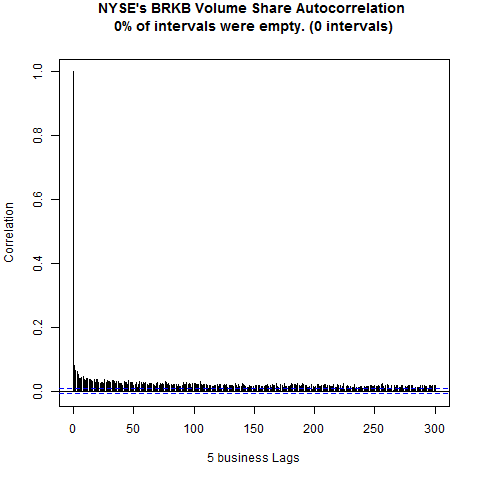 NYSE's BRKB Volume Share Autocorrelation
0% of intervals were empty. (0 intervals)
Correlation
1.0
0.8
0.6
0.4
0.2
0.0
0 50 100 150 200 250 300
5 business Lags